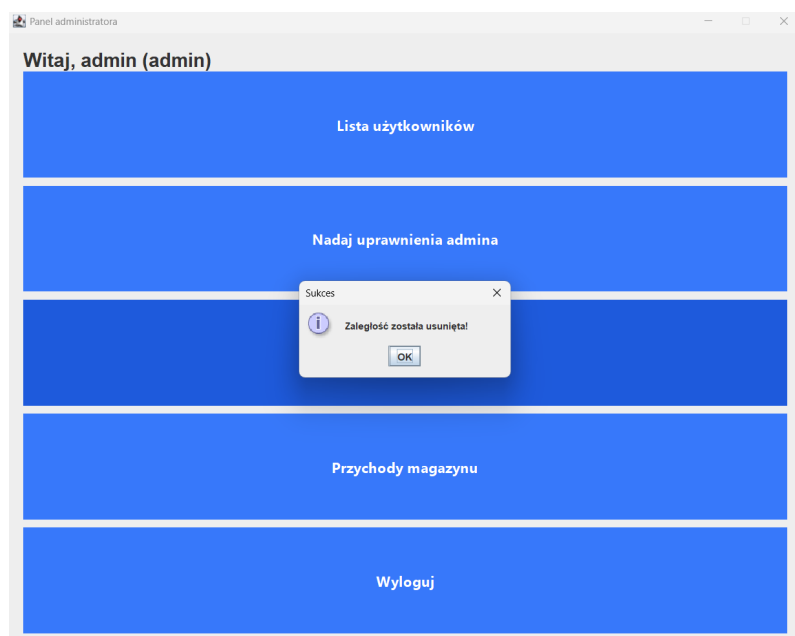 Panel administratora
Witaj, admin (admin)
Lista użytkowników
Nadaj uprawnienia admina
Sukces
Zaległość została usunięta!
OK
Przychody magazynu
Wyloguj